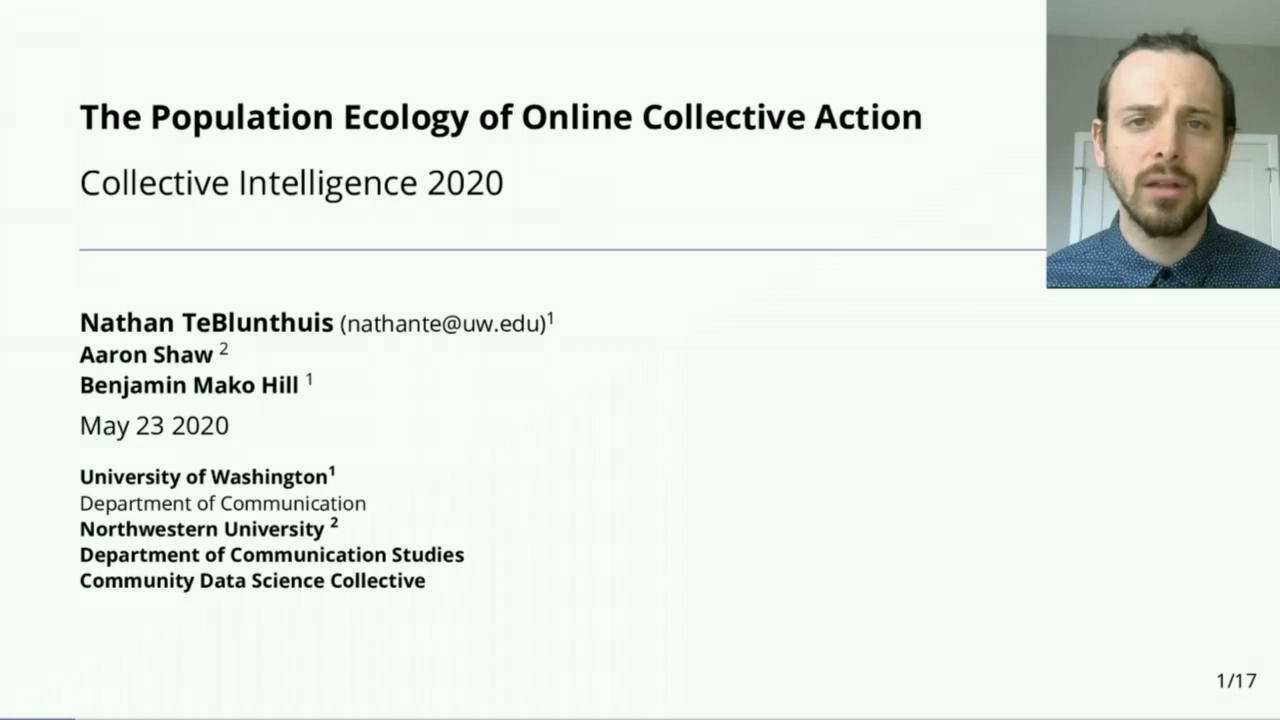 The Population Ecology of Online Collective Action
Collective Intelligence 2020
Nathan TeBlunthuis (nathante@uw.edu)¹
Aaron Shaw ²
Benjamin Mako Hill ¹
May 23 2020
University of Washington¹
Department of Communication
Northwestern University ²
Department of Communication Studies
Community Data Science Collective
1/17